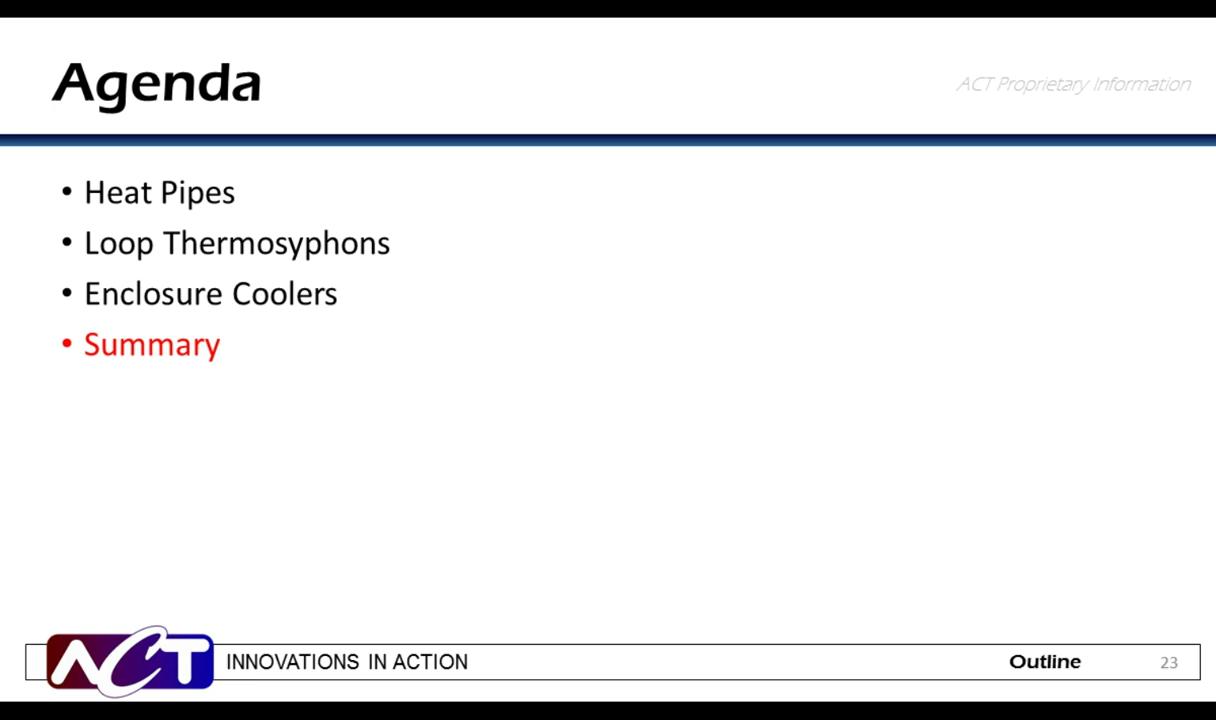 Agenda
ACT Proprietary Information
• Heat Pipes
• Loop Thermosyphons
• Enclosure Coolers
• Summary
ACT
INNOVATIONS IN ACTION
Outline
23